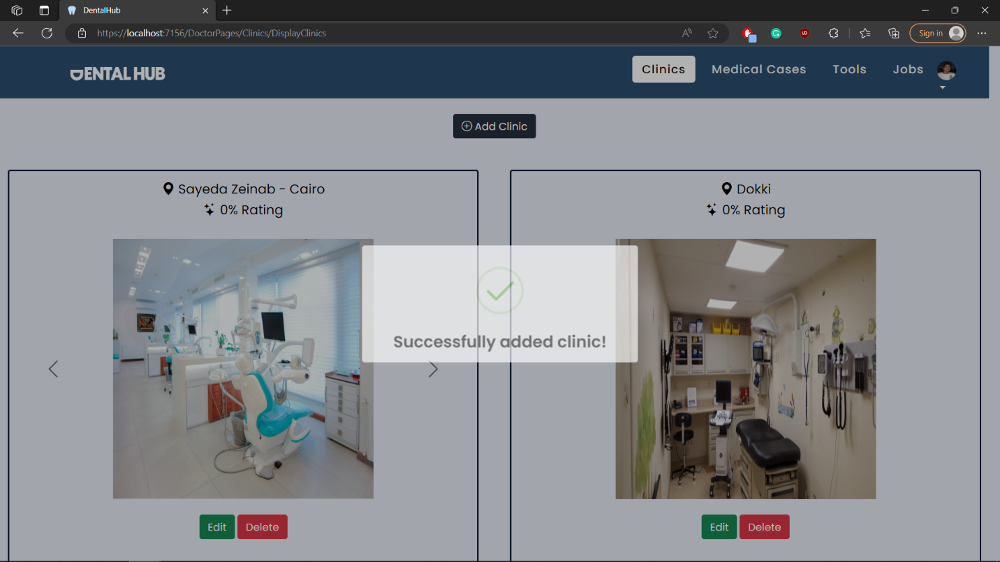 DentalHub
https://localhost:7156/DoctorPages/Clinics/DisplayClinics
Sign in
DENTAL HUB
Clinics
Medical Cases
Tools
Jobs
Add Clinic
Sayeda Zeinab - Cairo
0% Rating
Dokki
0% Rating
Successfully added clinic!
Edit
Delete
Edit
Delete